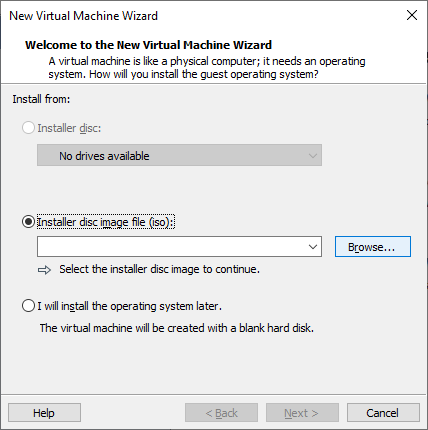 New Virtual Machine Wizard
Welcome to the New Virtual Machine Wizard
A virtual machine is like a physical computer; it needs an operating
system. How will you install the guest operating system?
Install from:
Installer disc:
No drives available
Installer disc image file (iso):
Browse...
Select the installer disc image to continue.
I will install the operating system later.
The virtual machine will be created with a blank hard disk.
Help
< Back
Next >
Cancel